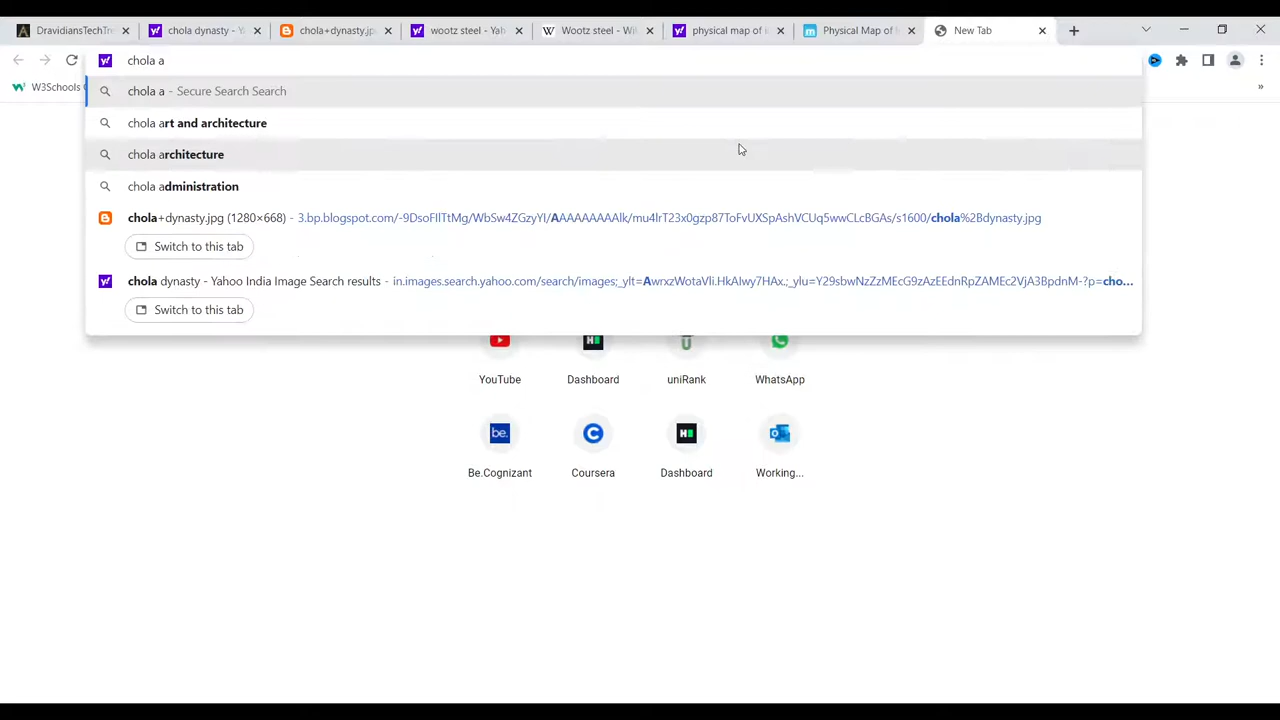 DravidiansTechTre
chola dynasty - Y
chola+dynasty.jp
wootz steel - Yah
Wootz steel - Wi
physical map of i
Physical Map of
New Tab
chola a
W3Schools
chola a - Secure Search Search
chola art and architecture
chola architecture
chola administration
chola+dynasty.jpg (1280×668) - 3.bp.blogspot.com/-9DsoFIlTtMg/WbSw4ZGzyYI/AAAAAAAAAlk/mu4lrT23x0gzp87ToFvUXSpAshVCUq5wwCLcBGAs/s1600/chola%2Bdynasty.jpg
Switch to this tab
chola dynasty - Yahoo India Image Search results - in.images.search.yahoo.com/search/images;_ylt=AwrxzWotaVli.HkAIwy7HAx.;_ylu=Y29sbwNzZzMEcG9zAzEEdnRpZAMEc2VjA3BpdnM-?p=cho...
Switch to this tab
YouTube
Dashboard
uniRank
WhatsApp
be.
Be.Cognizant
Coursera
Dashboard
Working...